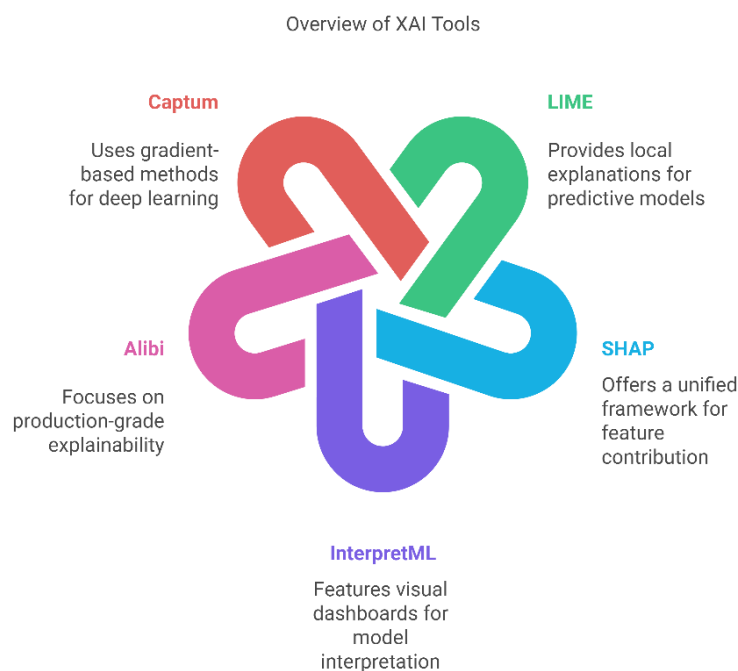 Overview of XAI Tools
Captum
Uses gradient-
based methods
for deep learning
LIME
Provides local
explanations for
predictive models
Alibi
Focuses on
production-grade
explainability
SHAP
Offers a unified
framework for
feature
contribution
InterpretML
Features visual
dashboards for
model
interpretation